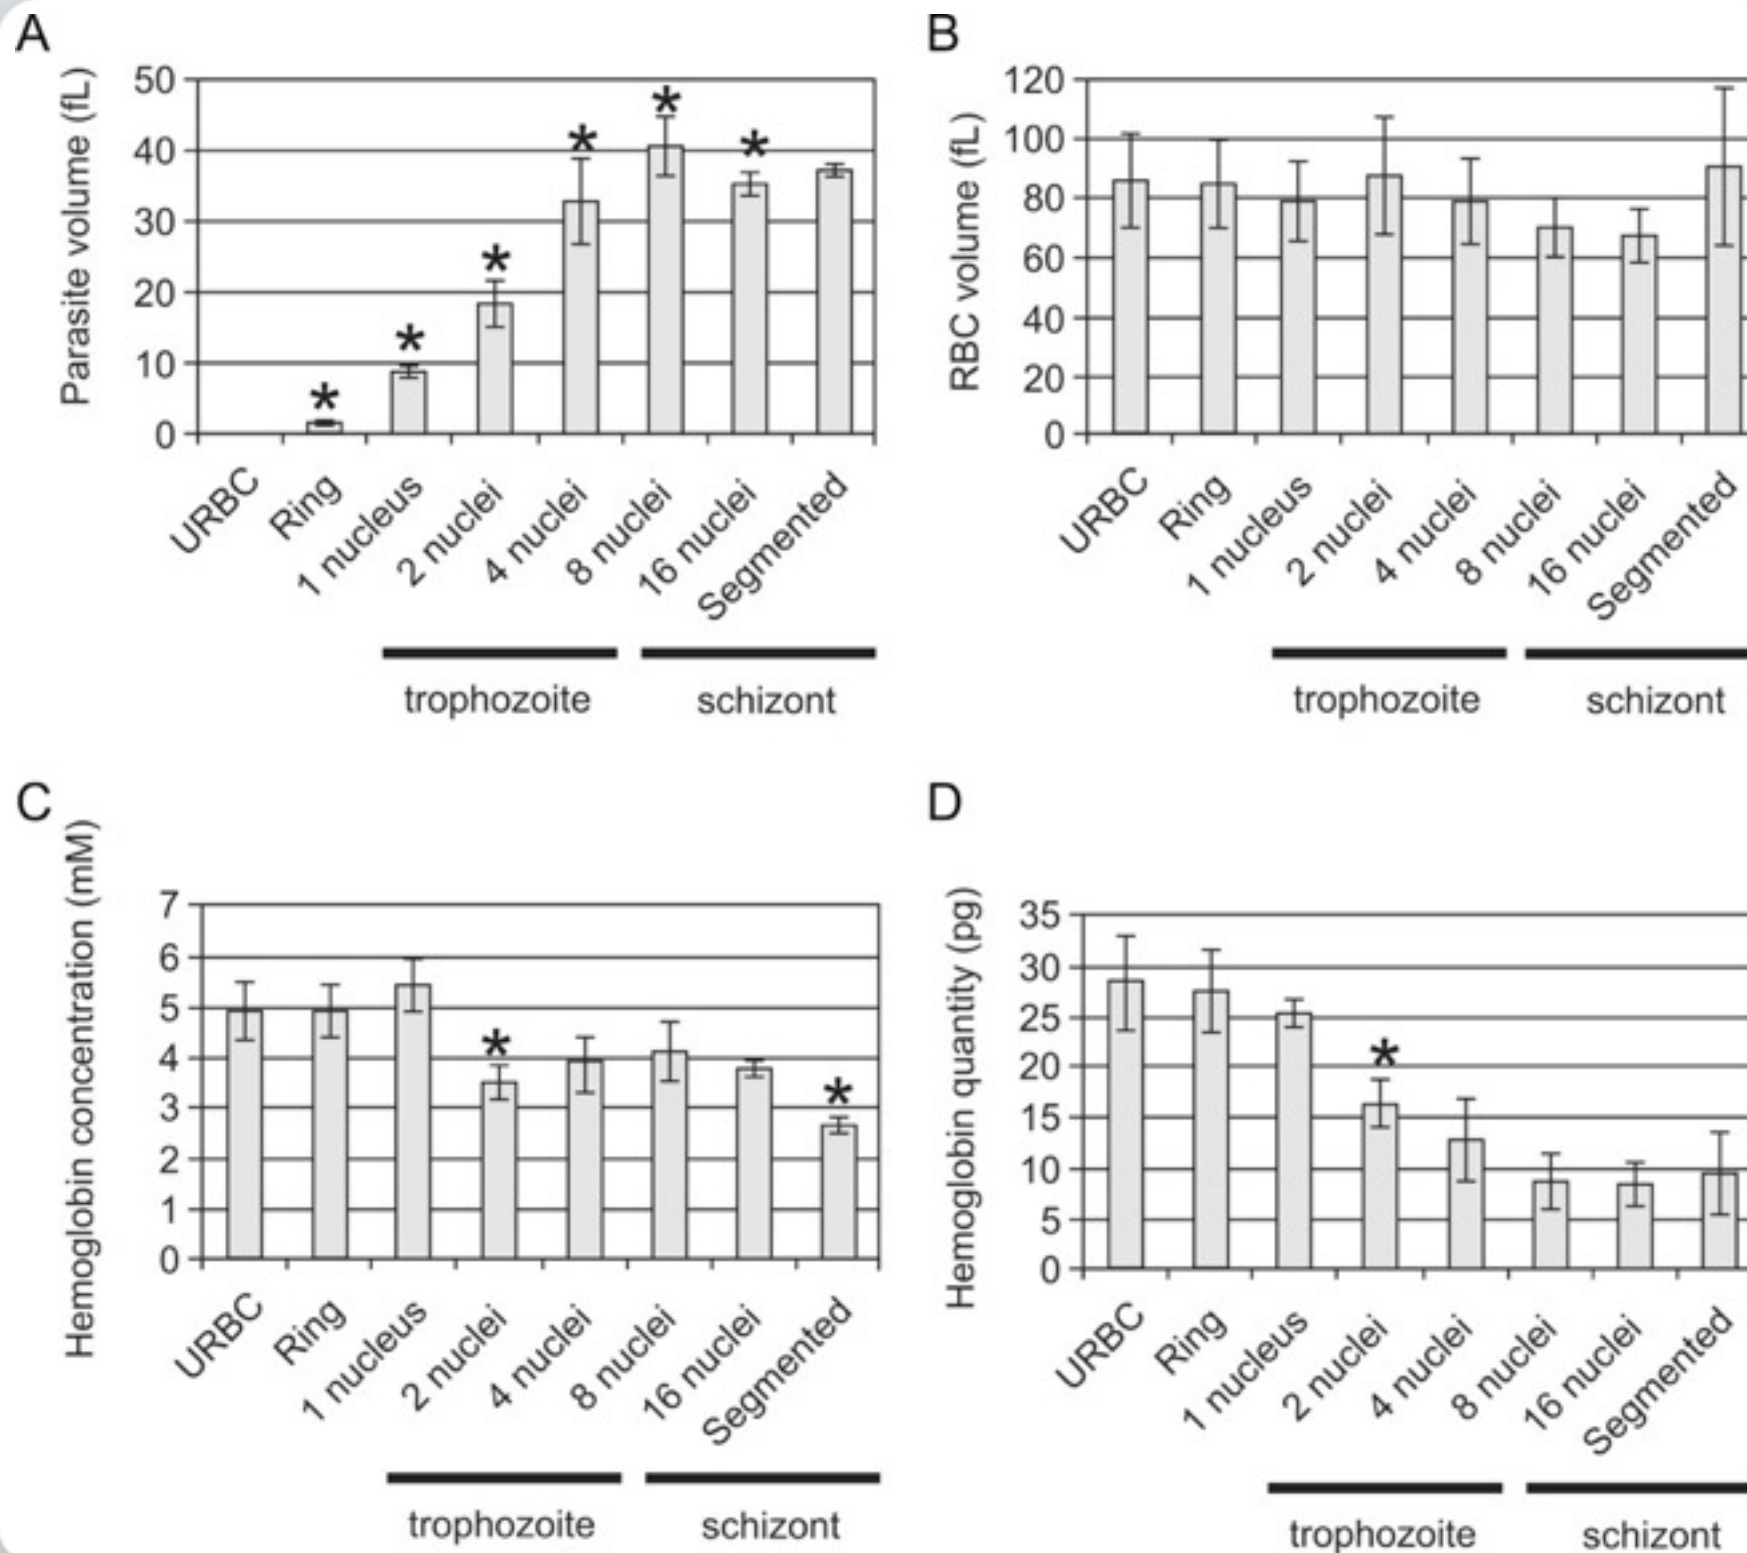 A
Parasite volume (fL)
50
40
30
20
10
0
*
*
*
*
*
*
URBC
Ring
1 nucleus
2 nuclei
4 nuclei
8 nuclei
16 nuclei
Segmented
trophozoite
schizont
B
RBC volume (fL)
120
100
80
60
40
20
0
URBC
Ring
1 nucleus
2 nuclei
4 nuclei
8 nuclei
16 nuclei
Segmented
trophozoite
schizont
C
Hemoglobin concentration (mM)
7
6
5
4
3
2
1
0
*
*
URBC
Ring
1 nucleus
2 nuclei
4 nuclei
8 nuclei
16 nuclei
Segmented
trophozoite
schizont
D
Hemoglobin quantity (pg)
35
30
25
20
15
10
5
0
*
URBC
Ring
1 nucleus
2 nuclei
4 nuclei
8 nuclei
16 nuclei
Segmented
trophozoite
schizont